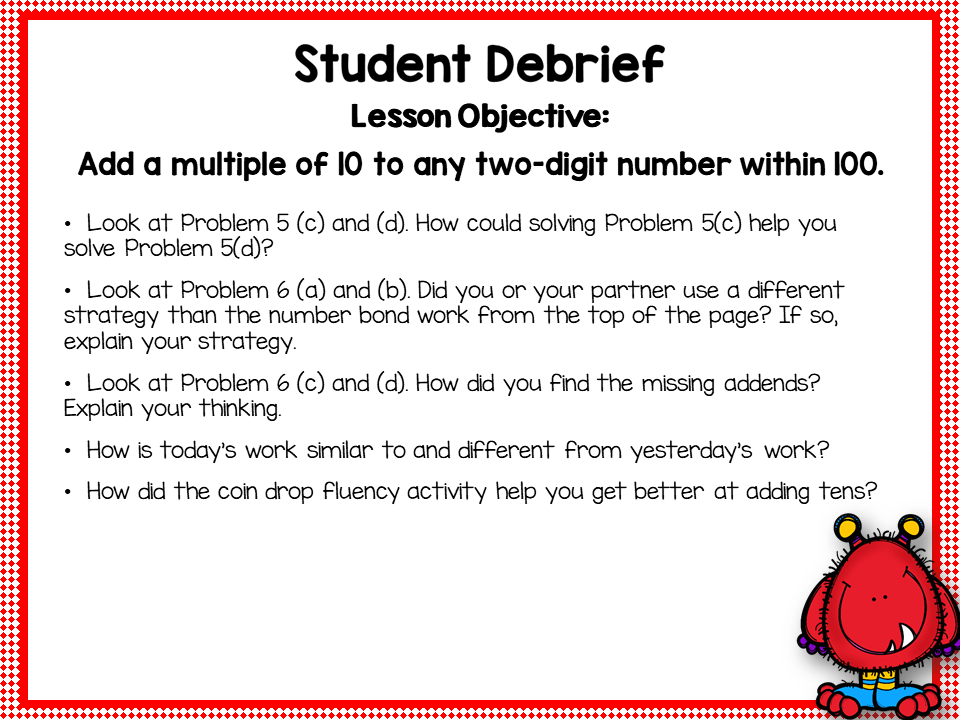 Student Debrief
Lesson Objective:
Add a multiple of 10 to any two-digit number within 100.
• Look at Problem 5 (c) and (d). How could solving Problem 5(c) help you
solve Problem 5(d)?
• Look at Problem 6 (a) and (b). Did you or your partner use a different
strategy than the number bond work from the top of the page? If so,
explain your strategy.
• Look at Problem 6 (c) and (d). How did you find the missing addends?
Explain your thinking.
• How is today's work similar to and different from yesterday's work?
• How did the coin drop fluency activity help you get better at adding tens?